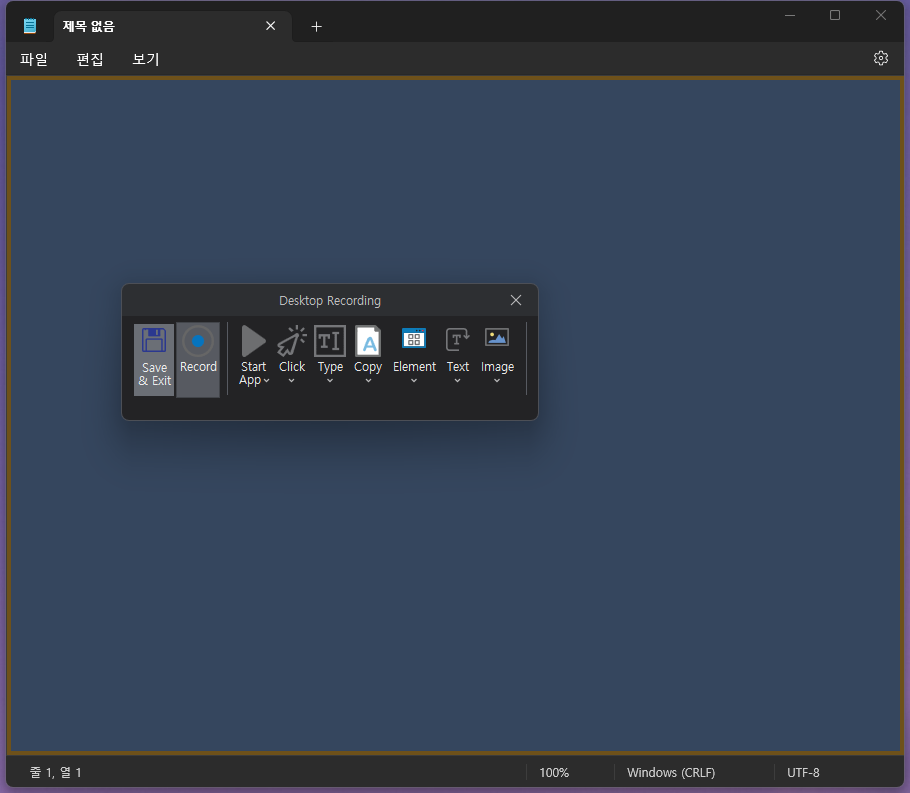 제목 없음
파일 편집 보기
Desktop Recording
Save & Exit
Record
Start App
Click
Type
Copy
Element
Text
Image
줄 1, 열 1
100%
Windows (CRLF)
UTF-8